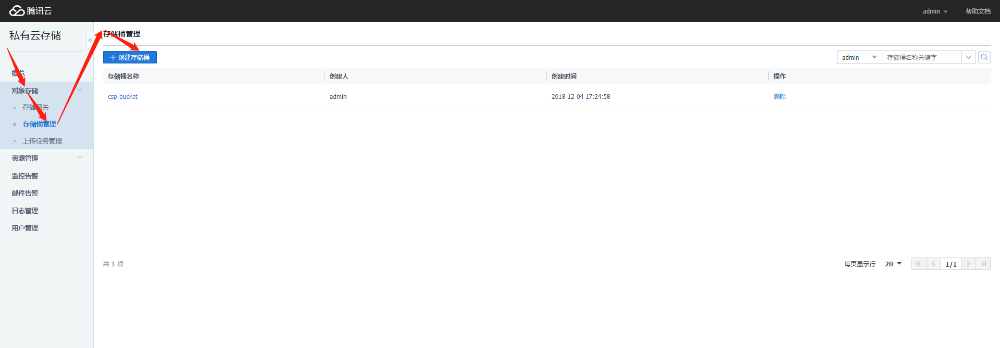 腾讯云
admin
帮助文档
私有云存储
概览
对象存储
存储网关
存储桶管理
上传任务管理
资源管理
监控告警
邮件告警
日志管理
用户管理
存储桶管理
创建存储桶
admin
存储桶名称关键字
存储桶名称 创建人 创建时间 操作
csp-bucket admin 2018-12-04 17:24:58 删除
共 1 项
每页显示行 20 1/1